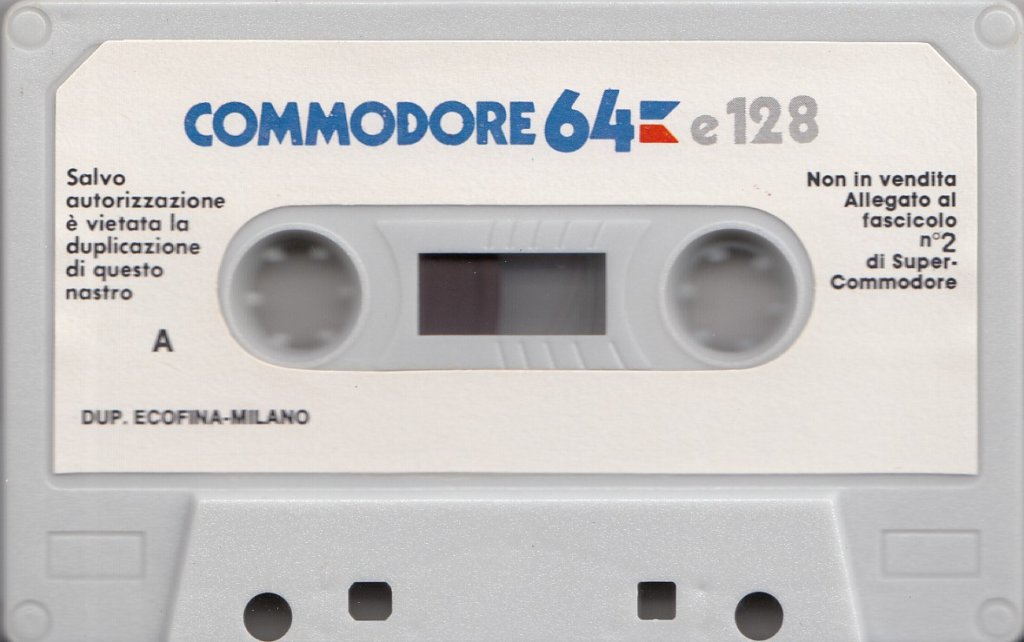 COMMODORE 64 e 128
Salvo
autorizzazione
è vietata la
duplicazione
di questo
nastro
A
Non in vendita
Allegato al
fascicolo
n°2
di Super-
Commodore
DUP. ECOFINA-MILANO